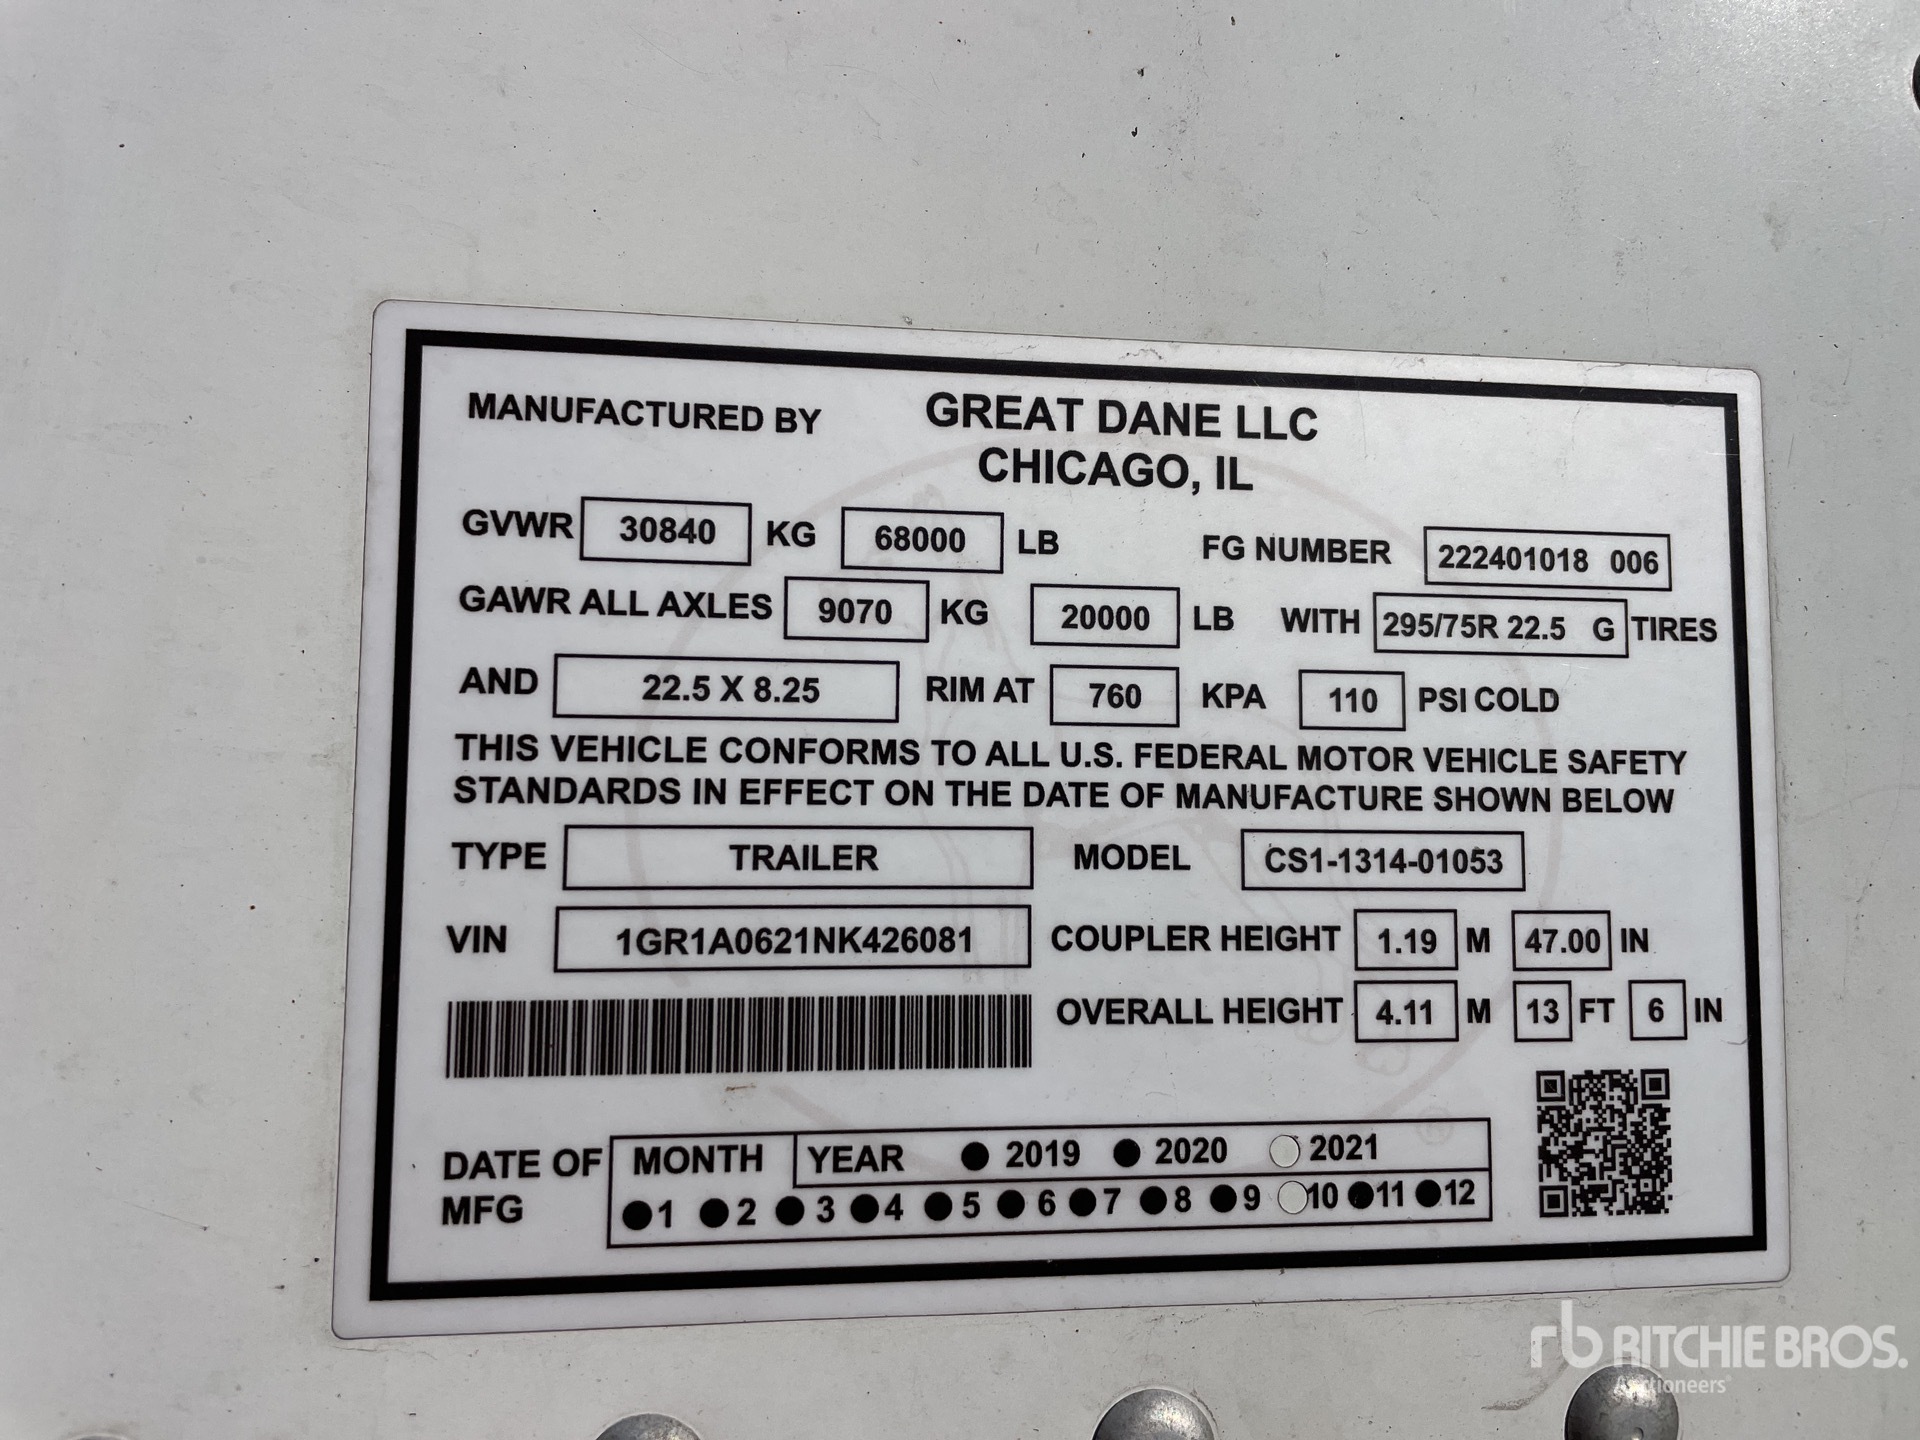 MANUFACTURED BY GREAT DANE LLC
CHICAGO, IL
GVWR 30840 KG 68000 LB FG NUMBER 222401018 006
GAWR ALL AXLES 9070 KG 20000 LB WITH 295/75R 22.5 G TIRES
AND 22.5 X 8.25 RIM AT 760 KPA 110 PSI COLD
THIS VEHICLE CONFORMS TO ALL U.S. FEDERAL MOTOR VEHICLE SAFETY
STANDARDS IN EFFECT ON THE DATE OF MANUFACTURE SHOWN BELOW
TYPE TRAILER MODEL CS1-1314-01053
VIN 1GR1A0621NK426081 COUPLER HEIGHT 1.19 M 47.00 IN
OVERALL HEIGHT 4.11 M 13 FT 6 IN
DATE OF MFG MONTH YEAR 2019 2020 2021
1 2 3 4 5 6 7 8 9 10 11 12
®
rb RITCHIE BROS.
Auctioneers